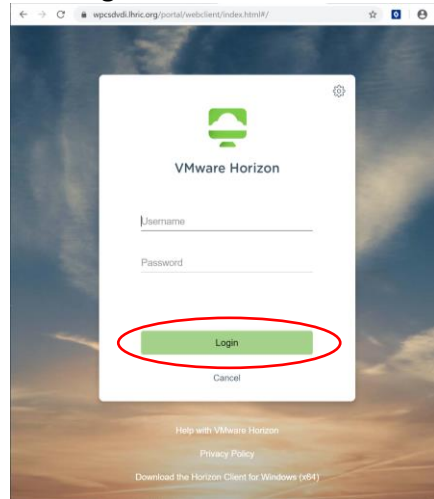 wpcsdvdi.lhric.org/portal/webclient/index.html#/
VMware Horizon
Username
Password
Login
Cancel
Help with VMware Horizon
Privacy Policy
Download the Horizon Client for Windows (x64)